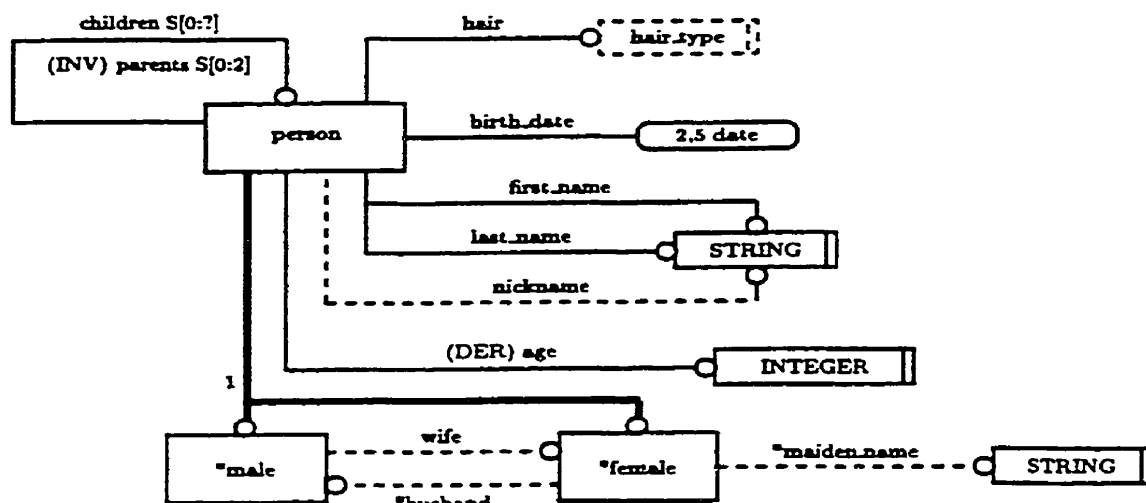 children S[0:?]
hair
hair_type
(INV) parents S[0:2]
person
birth_date
2,5 date
first_name
last_name
STRING
nickname
(DER) age
INTEGER
1
*male
wife
*female
*maiden_name
STRING
*husband